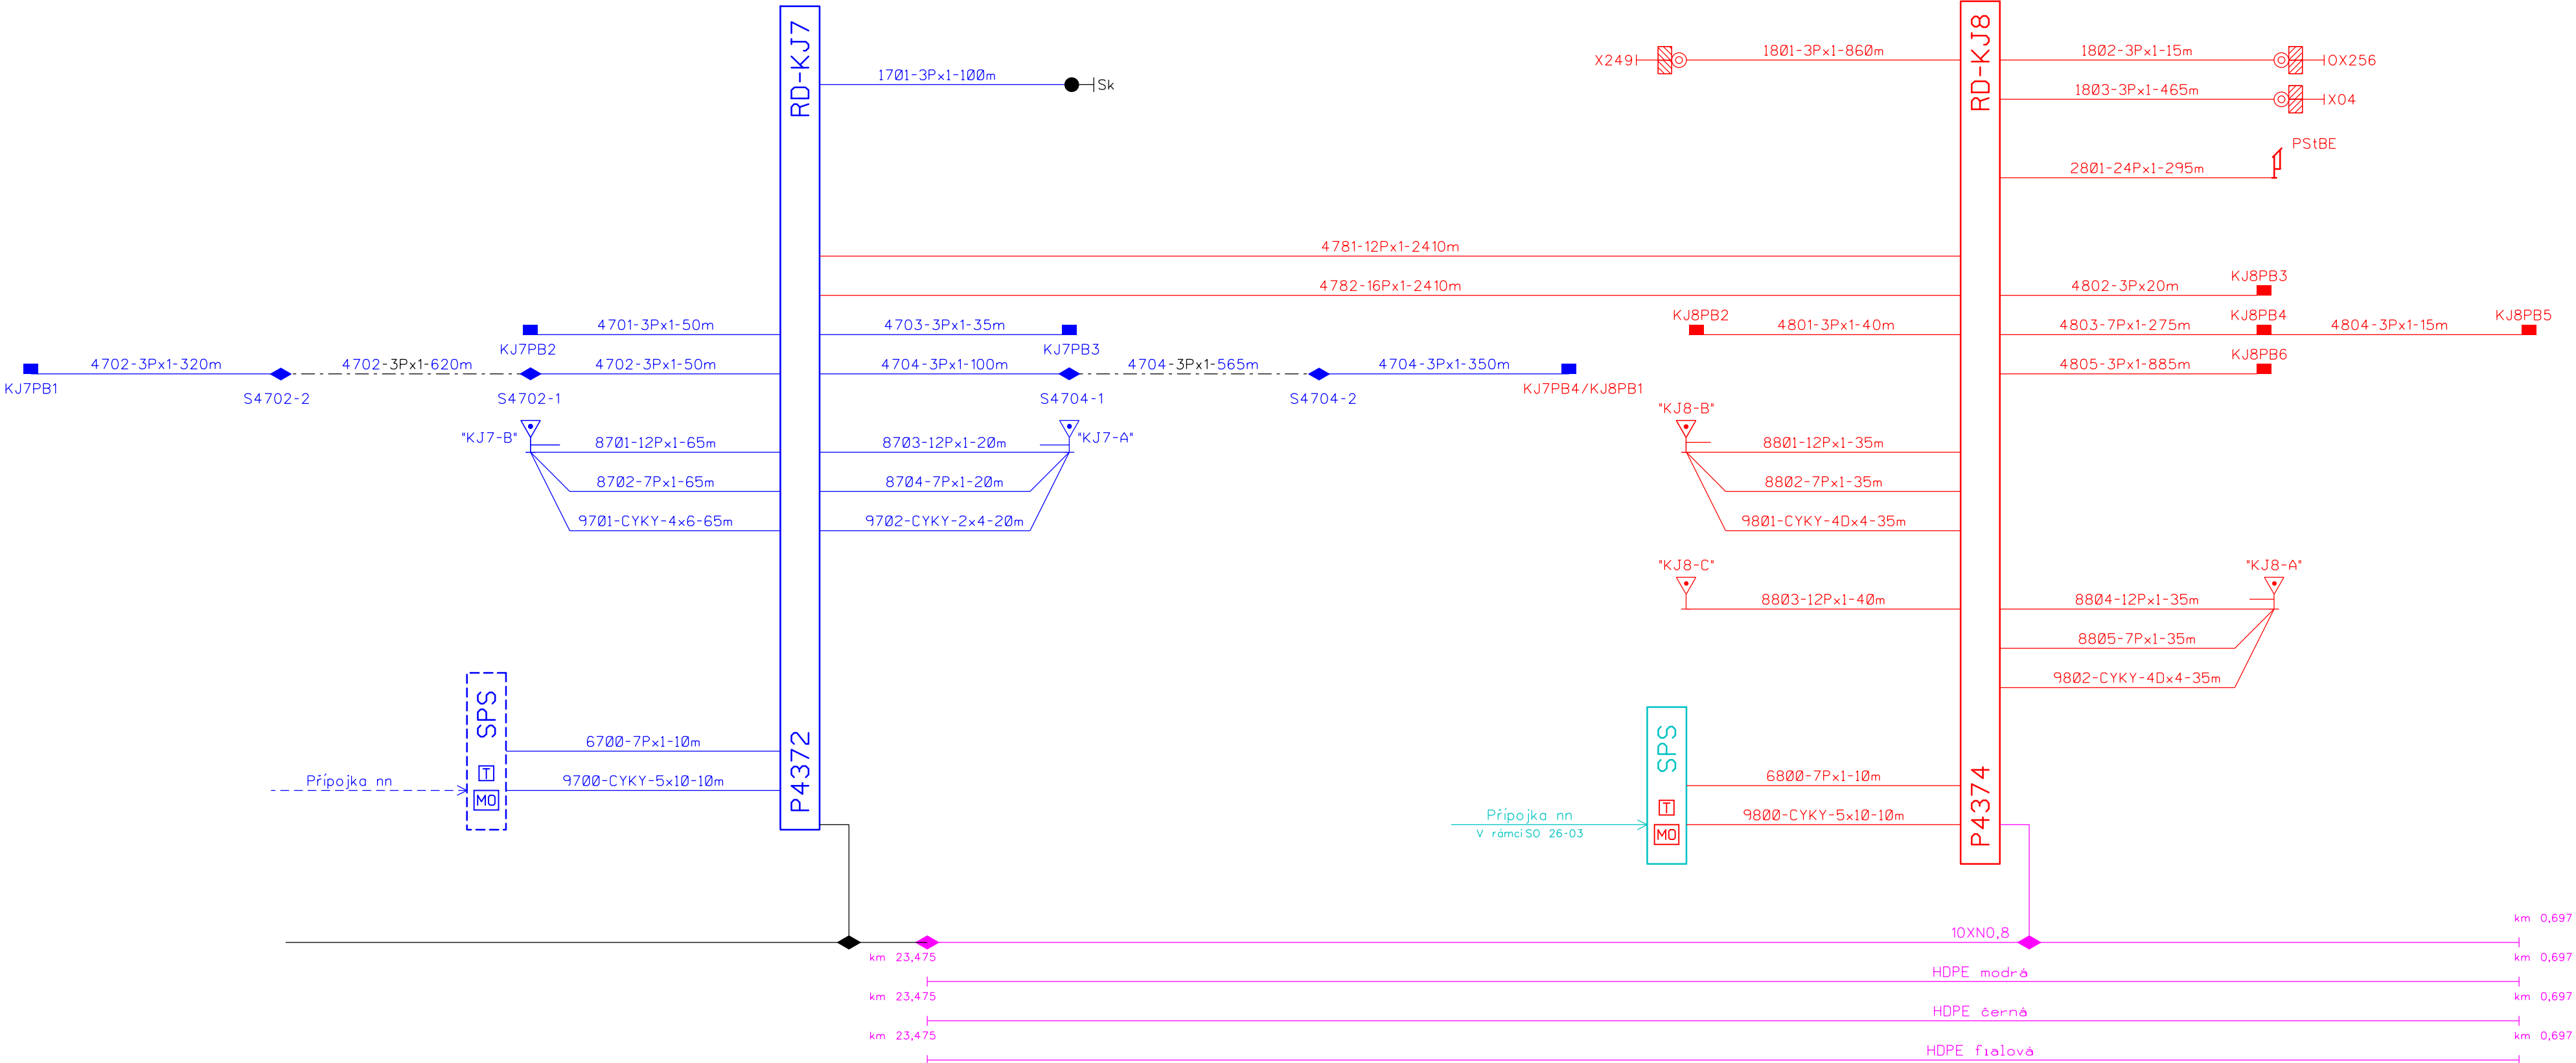 RD-KJ7
1701-3Px1-100m
Sk
X249
1801-3Px1-860m
RD-KJ8
1802-3Px1-15m
OX256
1803-3Px1-465m
X04
PStBE
2801-24Px1-295m
4781-12Px1-2410m
4782-16Px1-2410m
4802-3Px20m
KJ8PB3
4701-3Px1-50m
KJ7PB2
4703-3Px1-35m
KJ7PB3
KJ8PB2
4801-3Px1-40m
4803-7Px1-275m
KJ8PB4
4804-3Px1-15m
KJ8PB5
KJ7PB1
4702-3Px1-320m
S4702-2
4702-3Px1-620m
S4702-1
4702-3Px1-50m
4704-3Px1-100m
S4704-1
4704-3Px1-565m
S4704-2
4704-3Px1-350m
KJ7PB4/KJ8PB1
4805-3Px1-885m
KJ8PB6
"KJ7-B"
8701-12Px1-65m
8703-12Px1-20m
"KJ7-A"
"KJ8-B"
8801-12Px1-35m
8702-7Px1-65m
8704-7Px1-20m
8802-7Px1-35m
9701-CYKY-4x6-65m
9702-CYKY-2x4-20m
9801-CYKY-4Dx4-35m
"KJ8-C"
8803-12Px1-40m
"KJ8-A"
8804-12Px1-35m
8805-7Px1-35m
9802-CYKY-4Dx4-35m
SPS
T
MO
6700-7Px1-10m
Přípojka nn
9700-CYKY-5x10-10m
P4372
SPS
T
MO
6800-7Px1-10m
Přípojka nn
V rámci SO 26-03
9800-CYKY-5x10-10m
P4374
km 0,697
10XN0,8
km 23,475
km 0,697
HDPE modrá
km 23,475
km 0,697
HDPE černá
km 23,475
km 0,697
HDPE fialová